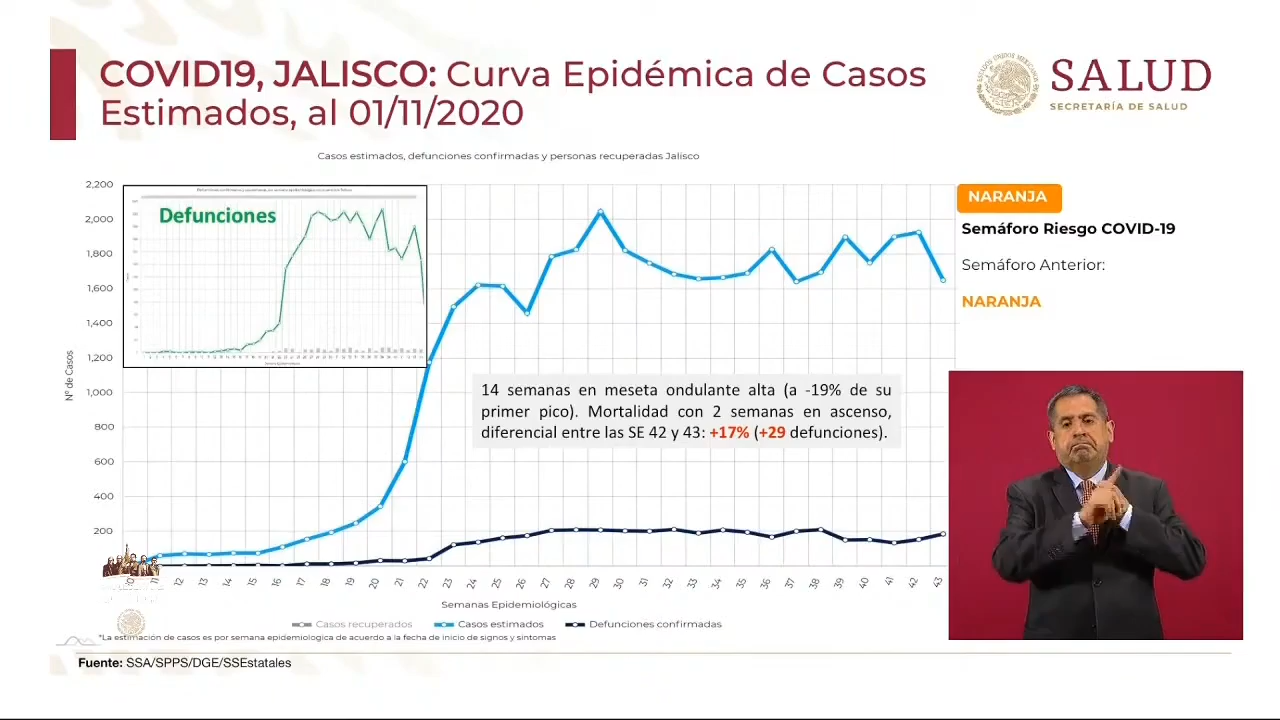 COVID19, JALISCO: Curva Epidémica de Casos
Estimados, al 01/11/2020
SALUD
SECRETARÍA DE SALUD
Casos estimados, defunciones confirmadas y personas recuperadas Jalisco
Defunciones
2,200
2,000
1,800
1,600
1,400
1,200
1,000
800
600
400
200
Nº de Casos
NARANJA
Semáforo Riesgo COVID-19
Semáforo Anterior:
NARANJA
14 semanas en meseta ondulante alta (a -19% de su
primer pico). Mortalidad con 2 semanas en ascenso,
diferencial entre las SE 42 y 43: +17% (+29 defunciones).
10 11 12 13 14 15 16 17 18 19 20 21 22 23 24 25 26 27 28 29 30 31 32 33 34 35 36 37 38 39 40 41 42 43
Semanas Epidemiológicas
Casos recuperados Casos estimados Defunciones confirmadas
*La estimación de casos es por semana epidemiologica de acuerdo a la fecha de inicio de signos y sintomas
Fuente: SSA/SPPS/DGE/SSEstatales